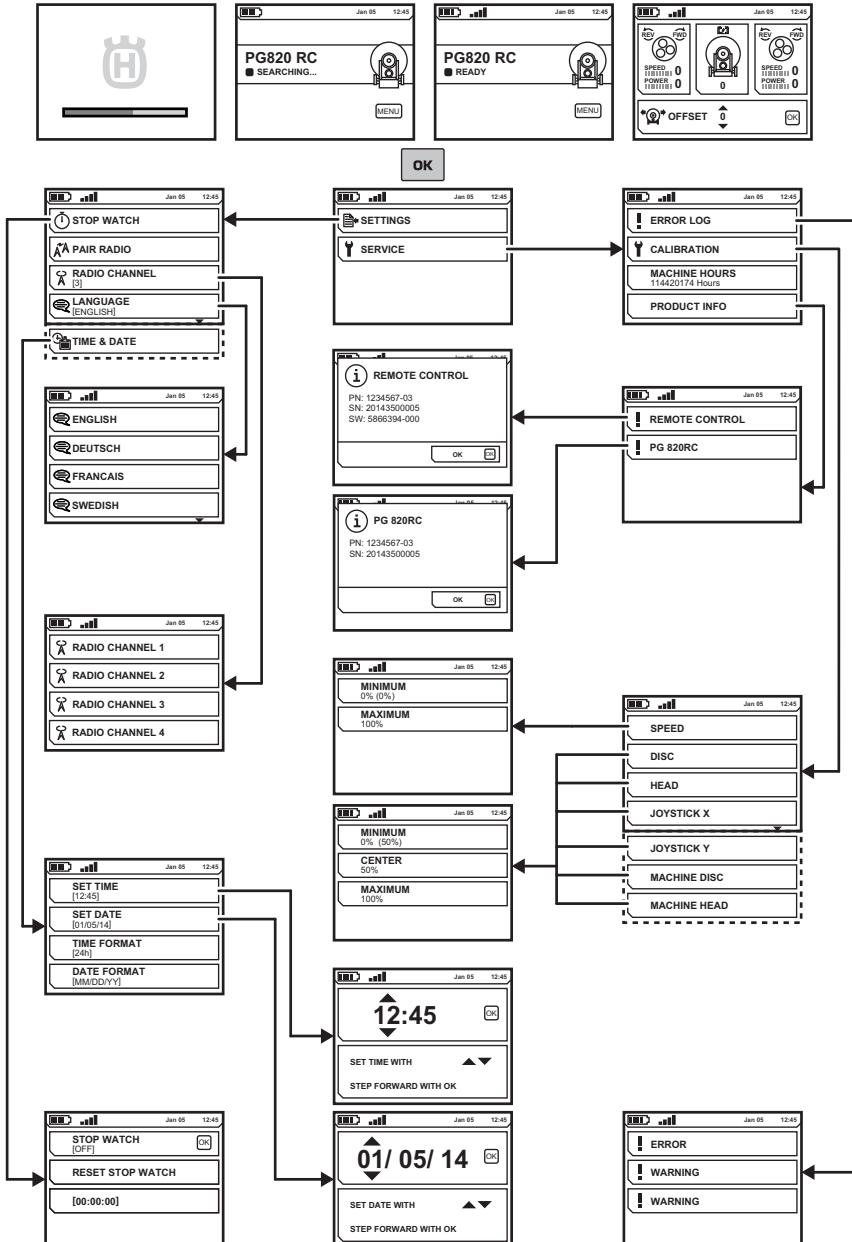 Jan 05 12:45
PG820 RC
SEARCHING...
MENU
Jan 05 12:45
PG820 RC
READY
MENU
Jan 05 12:45
REV FWD
SPEED 0
POWER 0
0
REV FWD
SPEED 0
POWER 0
OFFSET 0 OK
OK
Jan 05 12:45
STOP WATCH
PAIR RADIO
RADIO CHANNEL
[3]
LANGUAGE
[ENGLISH]
TIME & DATE
Jan 05 12:45
SETTINGS
SERVICE
Jan 05 12:45
ERROR LOG
CALIBRATION
MACHINE HOURS
114420174 Hours
PRODUCT INFO
Jan 05 12:45
ENGLISH
DEUTSCH
FRANCAIS
SWEDISH
REMOTE CONTROL
PN: 1234567-03
SN: 20143500005
SW: 5866394-000
OK OK
Jan 05 12:45
REMOTE CONTROL
PG 820RC
PG 820RC
PN: 1234567-03
SN: 20143500005
OK OK
Jan 05 12:45
RADIO CHANNEL 1
RADIO CHANNEL 2
RADIO CHANNEL 3
RADIO CHANNEL 4
Jan 05 12:45
MINIMUM
0% (0%)
MAXIMUM
100%
Jan 05 12:45
SPEED
DISC
HEAD
JOYSTICK X
JOYSTICK Y
MACHINE DISC
MACHINE HEAD
Jan 05 12:45
MINIMUM
0% (50%)
CENTER
50%
MAXIMUM
100%
Jan 05 12:45
SET TIME
[12:45]
SET DATE
[01/05/14]
TIME FORMAT
[24h]
DATE FORMAT
[MM/DD/YY]
Jan 05 12:45
12:45 OK
SET TIME WITH
STEP FORWARD WITH OK
Jan 05 12:45
STOP WATCH
[OFF]
OK
RESET STOP WATCH
[00:00:00]
Jan 05 12:45
01/ 05/ 14 OK
SET DATE WITH
STEP FORWARD WITH OK
Jan 05 12:45
ERROR
WARNING
WARNING